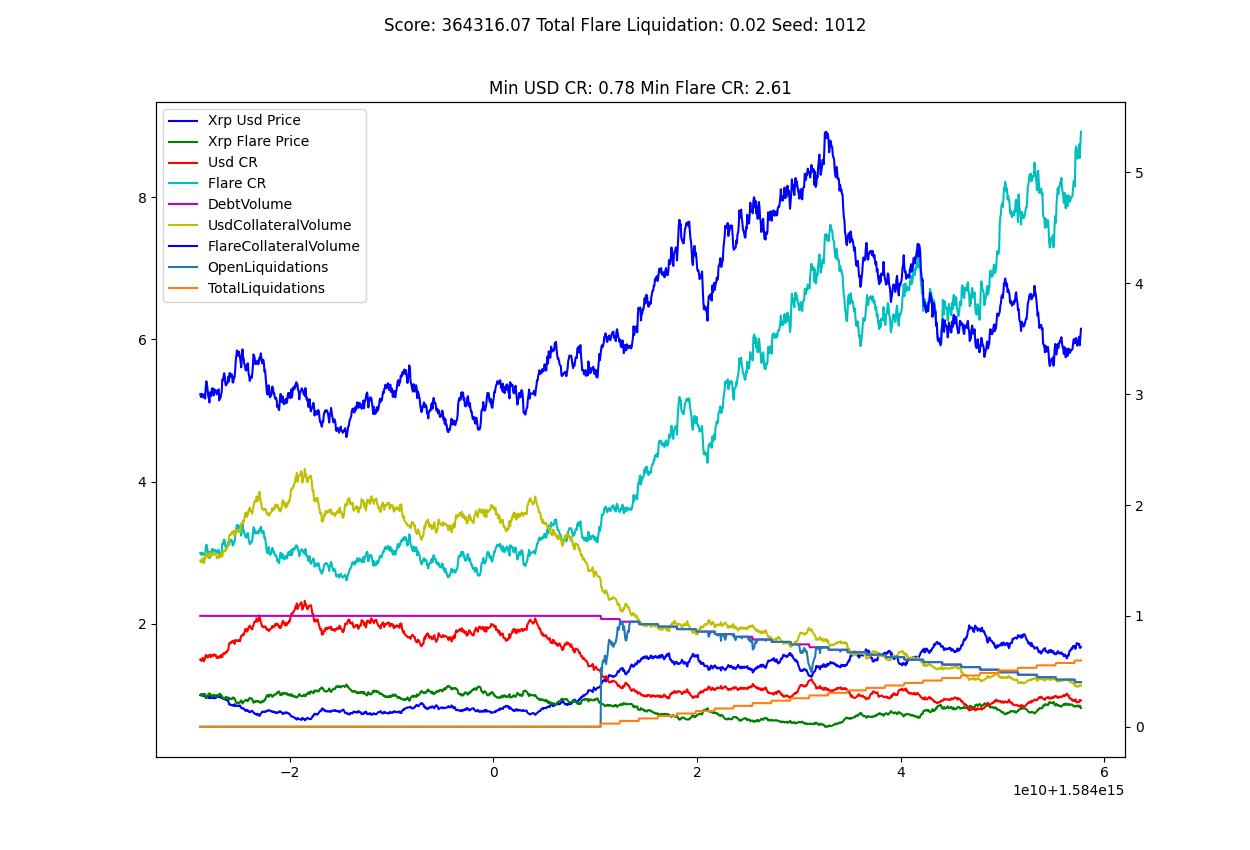 Score: 364316.07 Total Flare Liquidation: 0.02 Seed: 1012
Min USD CR: 0.78 Min Flare CR: 2.61
Xrp Usd Price
Xrp Flare Price
Usd CR
Flare CR
DebtVolume
UsdCollateralVolume
FlareCollateralVolume
OpenLiquidations
TotalLiquidations
8
6
4
2
5
4
3
2
1
0
−2 0 2 4 6
1e10+1.584e15